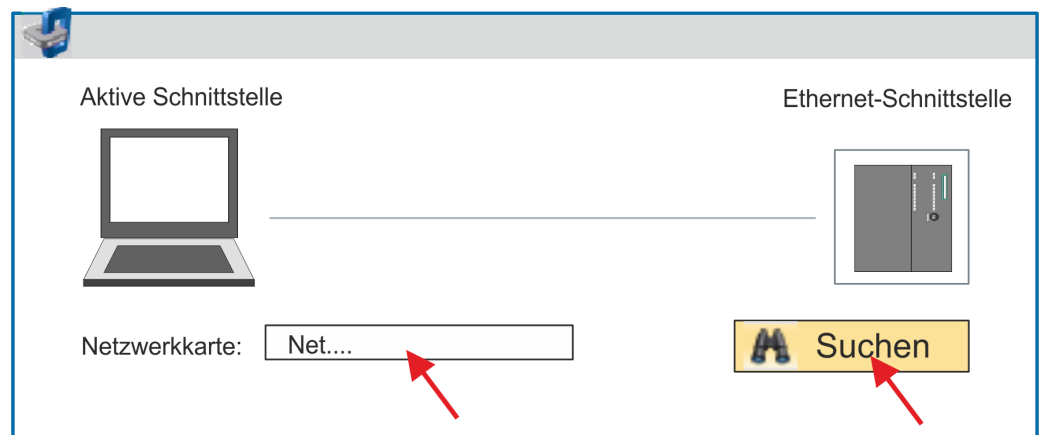 Aktive Schnittstelle
Ethernet-Schnittstelle
Netzwerkkarte:
Net....
Suchen